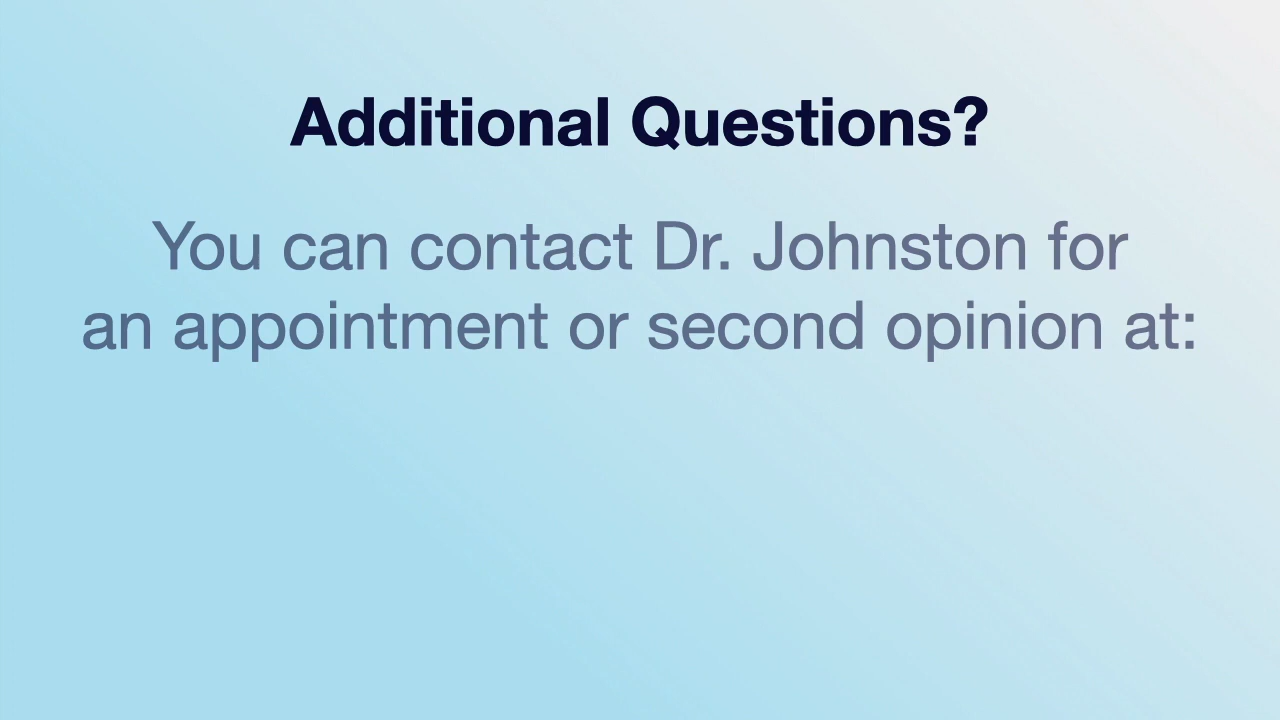 Additional Questions?
You can contact Dr. Johnston for
an appointment or second opinion at: